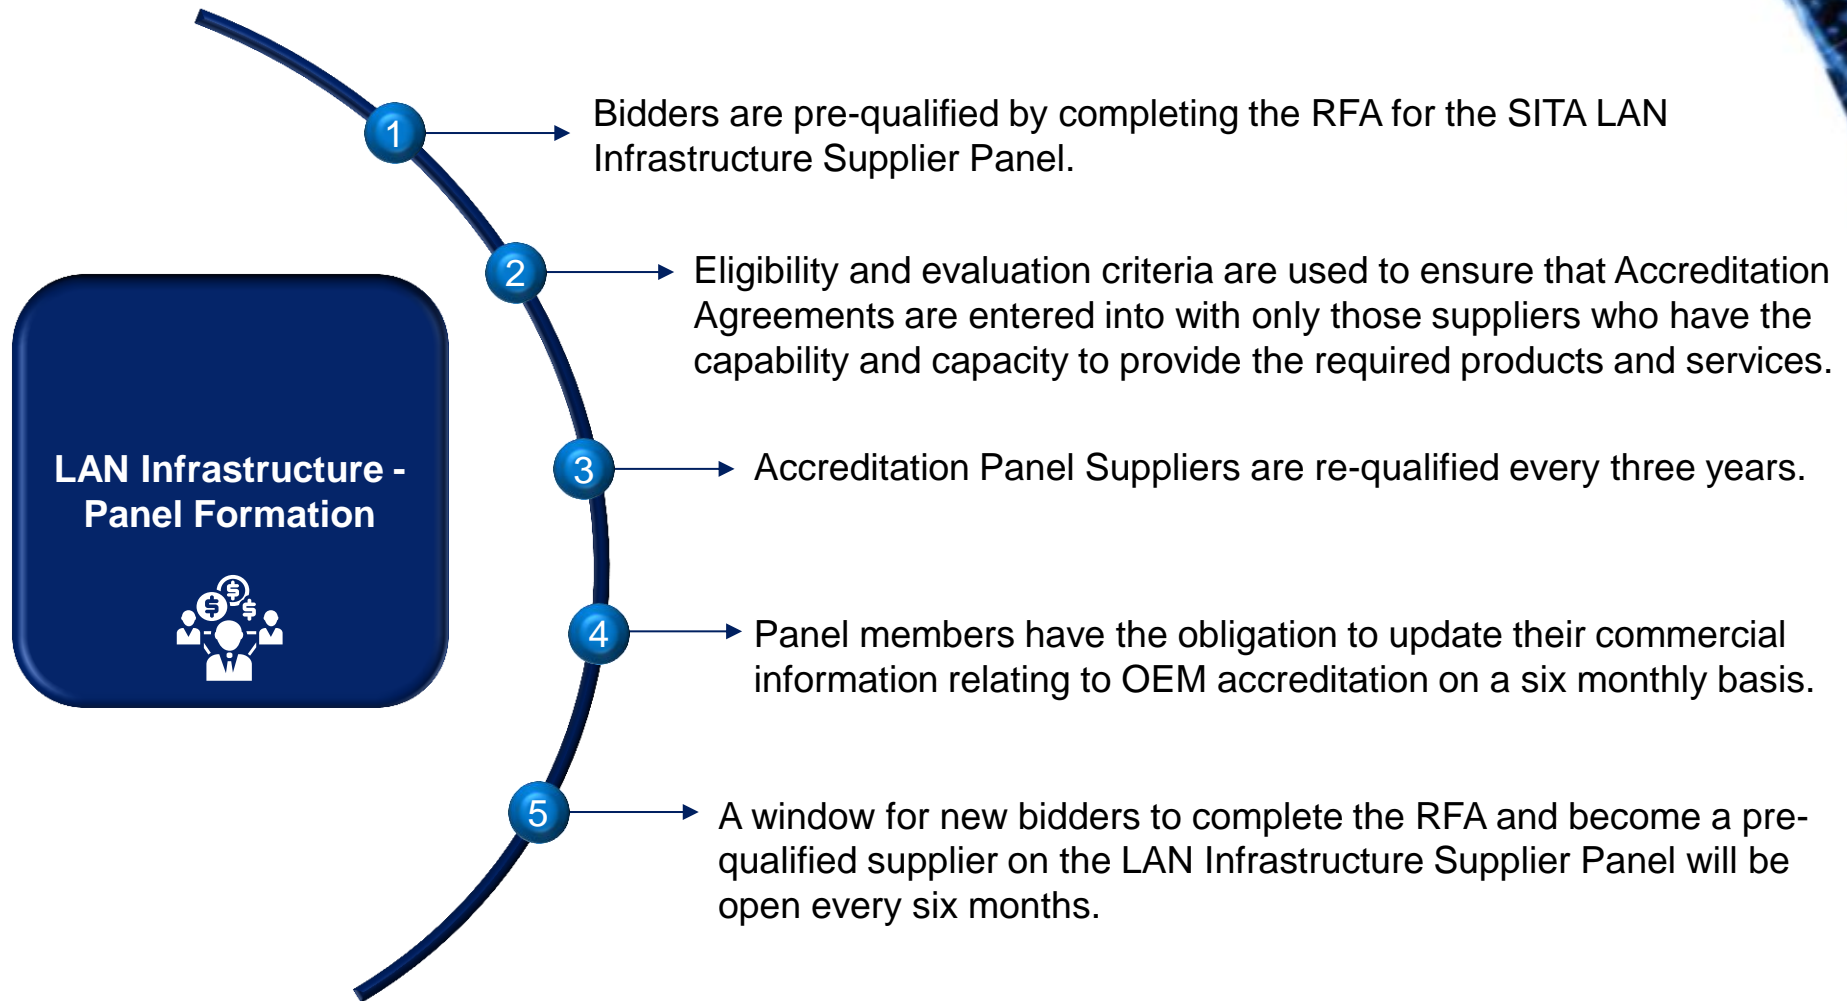 LAN Infrastructure -
Panel Formation
1
Bidders are pre-qualified by completing the RFA for the SITA LAN
Infrastructure Supplier Panel.
2
Eligibility and evaluation criteria are used to ensure that Accreditation
Agreements are entered into with only those suppliers who have the
capability and capacity to provide the required products and services.
3
Accreditation Panel Suppliers are re-qualified every three years.
4
Panel members have the obligation to update their commercial
information relating to OEM accreditation on a six monthly basis.
5
A window for new bidders to complete the RFA and become a pre-
qualified supplier on the LAN Infrastructure Supplier Panel will be
open every six months.